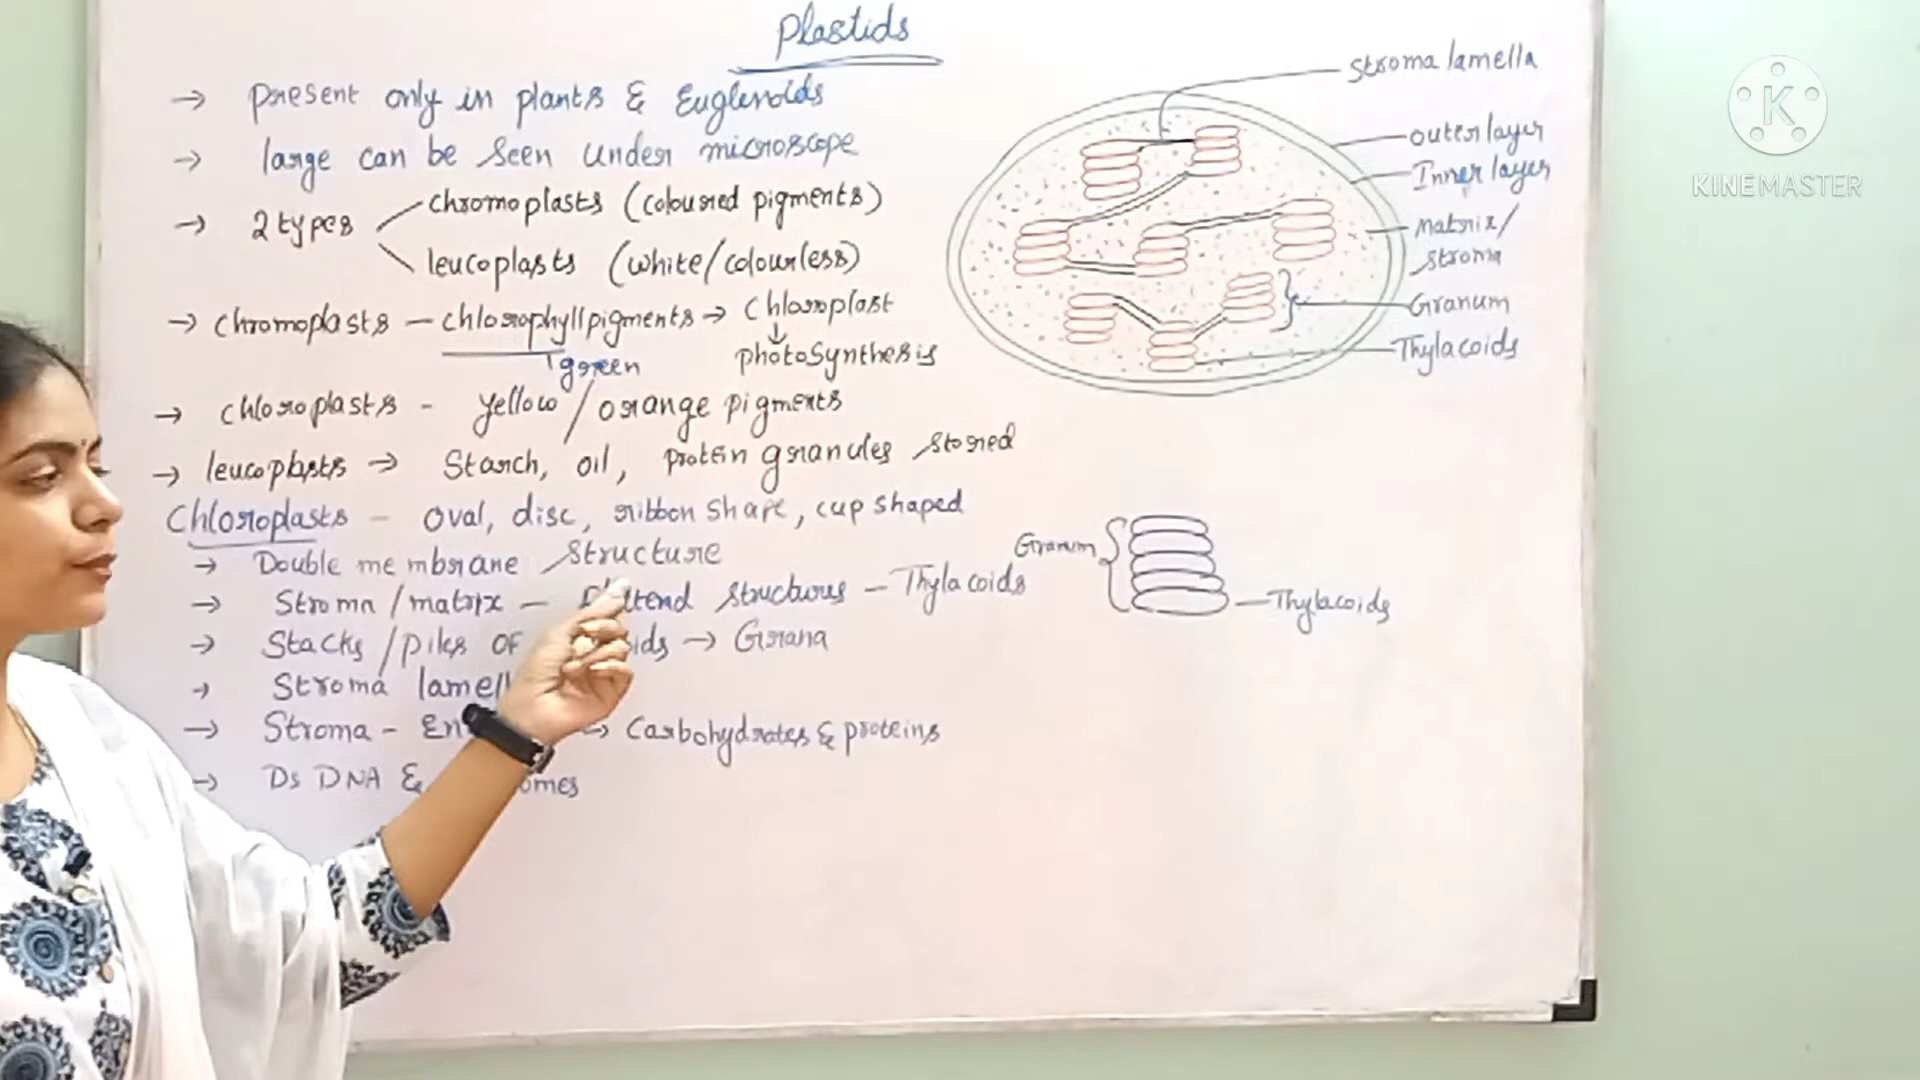 Plastids
→ Present only in plants & Euglenoids
→ large can be seen under microscope
→ 2 types
chromoplasts (coloured pigments)
leucoplasts (white/colourless)
→ chromoplasts – chlorophyll pigments → Chloroplast
↑ green
↓ photosynthesis
→ chloroplasts - yellow/orange pigments
→ leucoplasts → Starch, oil, protein granules stored
Chloroplasts – oval, disc, ribbon shape, cup shaped
→ Double membrane structure
→ Stroma/matrix – structures – Thylacoids
→ Stacks/piles of → Grana
→ Stroma
→ Stroma – → Carbohydrates & proteins
→ Ds DNA &
Stroma lamella
outer layer
Inner layer
matrix/
stroma
Granum
Thylacoids
Granum
Thylacoids
K
KINEMASTER